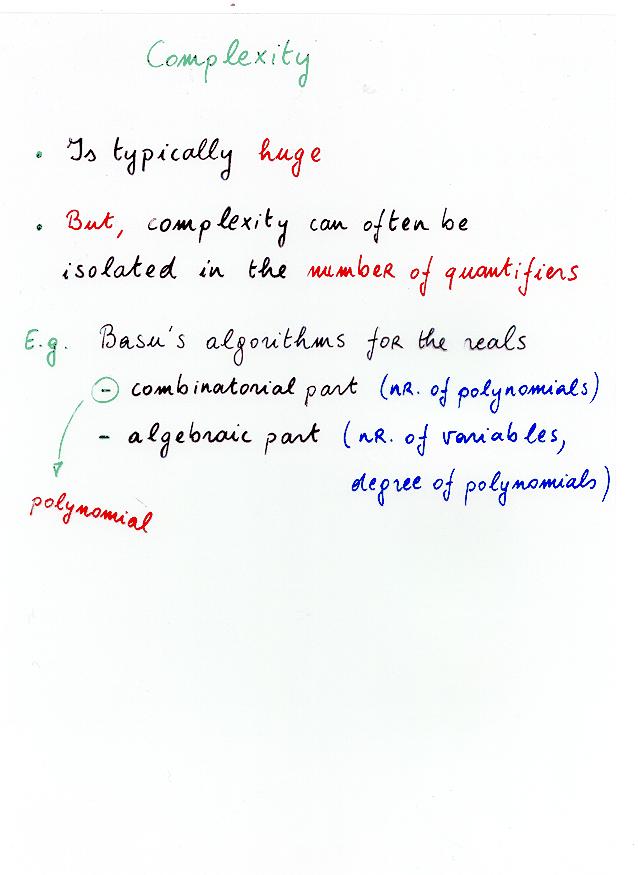 Complexity
• Is typically huge
• But, complexity can often be
isolated in the number of quantifiers
E.g. Basu's algorithms for the reals
- combinatorial part (nr. of polynomials)
- algebraic part (nr. of variables,
degree of polynomials)
polynomial